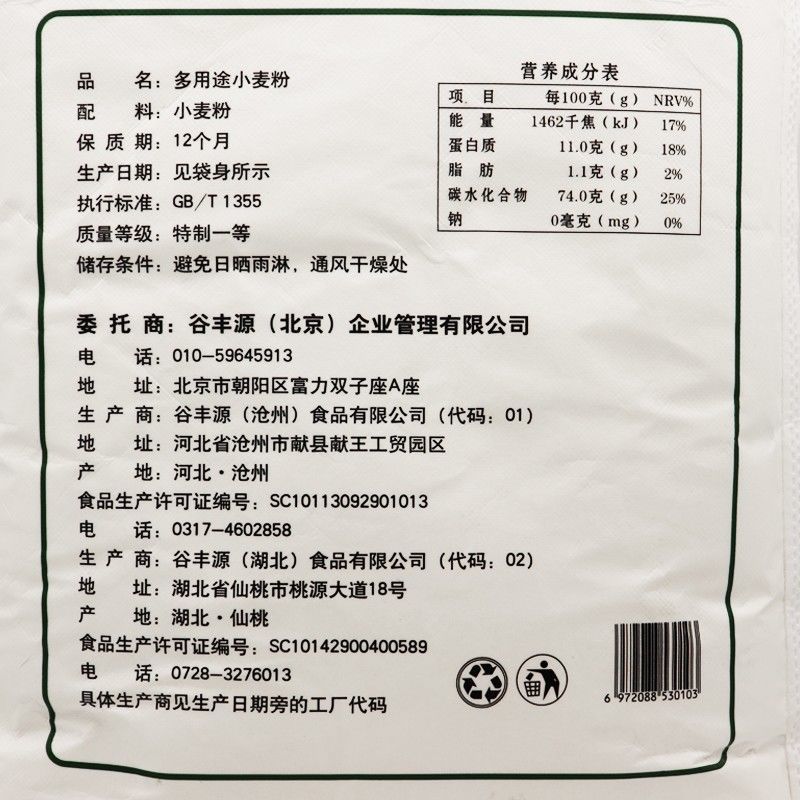 品 名：多用途小麦粉
配 料：小麦粉
保 质 期：12个月
生产日期：见袋身所示
执行标准：GB/T 1355
质量等级：特制一等
储存条件：避免日晒雨淋，通风干燥处
营养成分表
项 目 每100克（g） NRV%
能 量 1462千焦（kJ） 17%
蛋白质 11.0克（g） 18%
脂 肪 1.1克（g） 2%
碳水化合物 74.0克（g） 25%
钠 0毫克（mg） 0%
委 托 商：谷丰源（北京）企业管理有限公司
电 话：010-59645913
地 址：北京市朝阳区富力双子座A座
生 产 商：谷丰源（沧州）食品有限公司（代码：01）
地 址：河北省沧州市献县献王工贸园区
产 地：河北·沧州
食品生产许可证编号：SC10113092901013
电 话：0317-4602858
生 产 商：谷丰源（湖北）食品有限公司（代码：02）
地 址：湖北省仙桃市桃源大道18号
产 地：湖北·仙桃
食品生产许可证编号：SC10142900400589
电 话：0728-3276013
具体生产商见生产日期旁的工厂代码
6 972088 530103